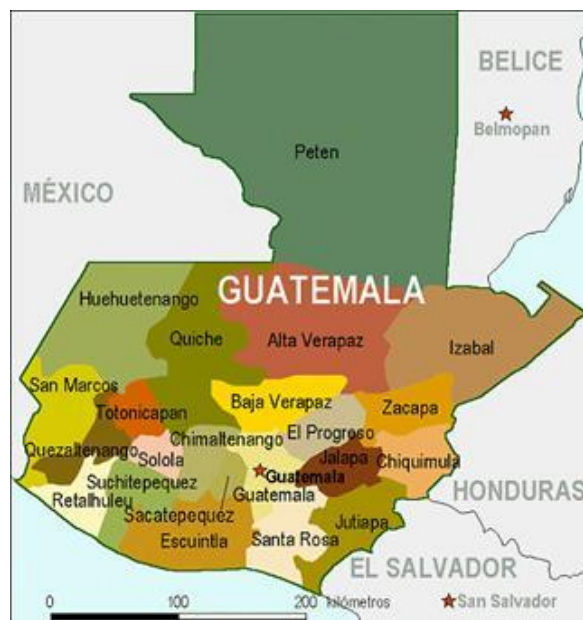 BELICE
Belmopan
Peten
MÉXICO
GUATEMALA
Huehuetenango
Quiche
Alta Verapaz
Izabal
San Marcos
Totonicapan
Baja Verapaz
Zacapa
Quezaltenango
Chimaltenango
El Progroso
Solola
Guatemala
Jalapa
Chiquimula
Suchitepequez
Retalhuleu
Guatemala
HONDURAS
Sacatepequez
Jutiapa
Escuintla
Santa Rosa
EL SALVADOR
San Salvador
0 100 200 kilómetros